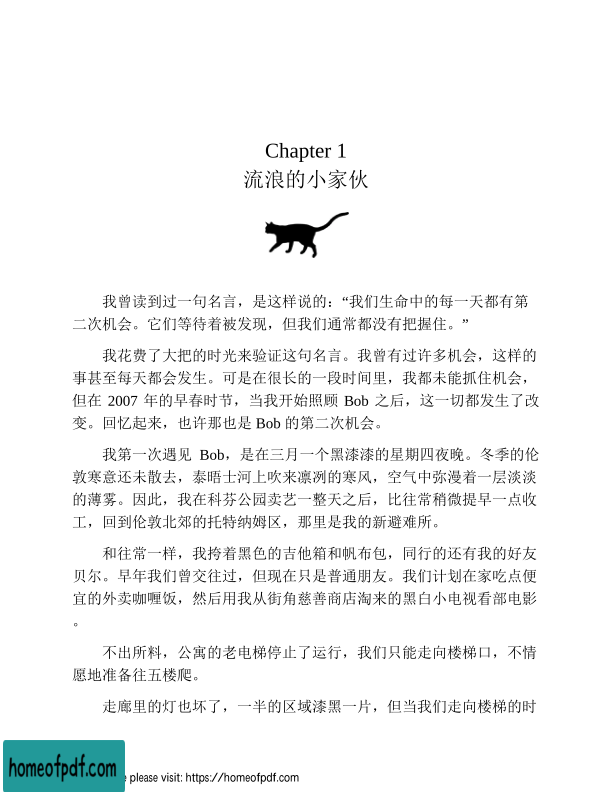 Chapter 1
流浪的小家伙
我曾读到过一句名言，是这样说的：“我们生命中的每一天都有第
二次机会。它们等待着被发现，但我们通常都没有把握住。”
我花费了大把的时光来验证这句名言。我曾有过许多机会，这样的
事甚至每天都会发生。可是在很长的一段时间里，我都未能抓住机会，
但在 2007 年的早春时节，当我开始照顾 Bob 之后，这一切都发生了改
变。回忆起来，也许那也是 Bob 的第二次机会。
我第一次遇见 Bob，是在三月一个黑漆漆的星期四夜晚。冬季的伦
敦寒意还未散去，泰晤士河上吹来凛冽的寒风，空气中弥漫着一层淡淡
的薄雾。因此，我在科芬公园卖艺一整天之后，比往常稍微提早一点收
工，回到伦敦北郊的托特纳姆区，那里是我的新避难所。
和往常一样，我挎着黑色的吉他箱和帆布包，同行的还有我的好友
贝尔。早年我们曾交往过，但现在只是普通朋友。我们计划在家吃点便
宜的外卖咖喱饭，然后用我从街角慈善商店淘来的黑白小电视看部电影
。
不出所料，公寓的老电梯停止了运行，我们只能走向楼梯口，不情
愿地准备往五楼爬。
走廊里的灯也坏了，一半的区域漆黑一片，但当我们走向楼梯的时
homeofpdf.com
please visit: https://homeofpdf.com